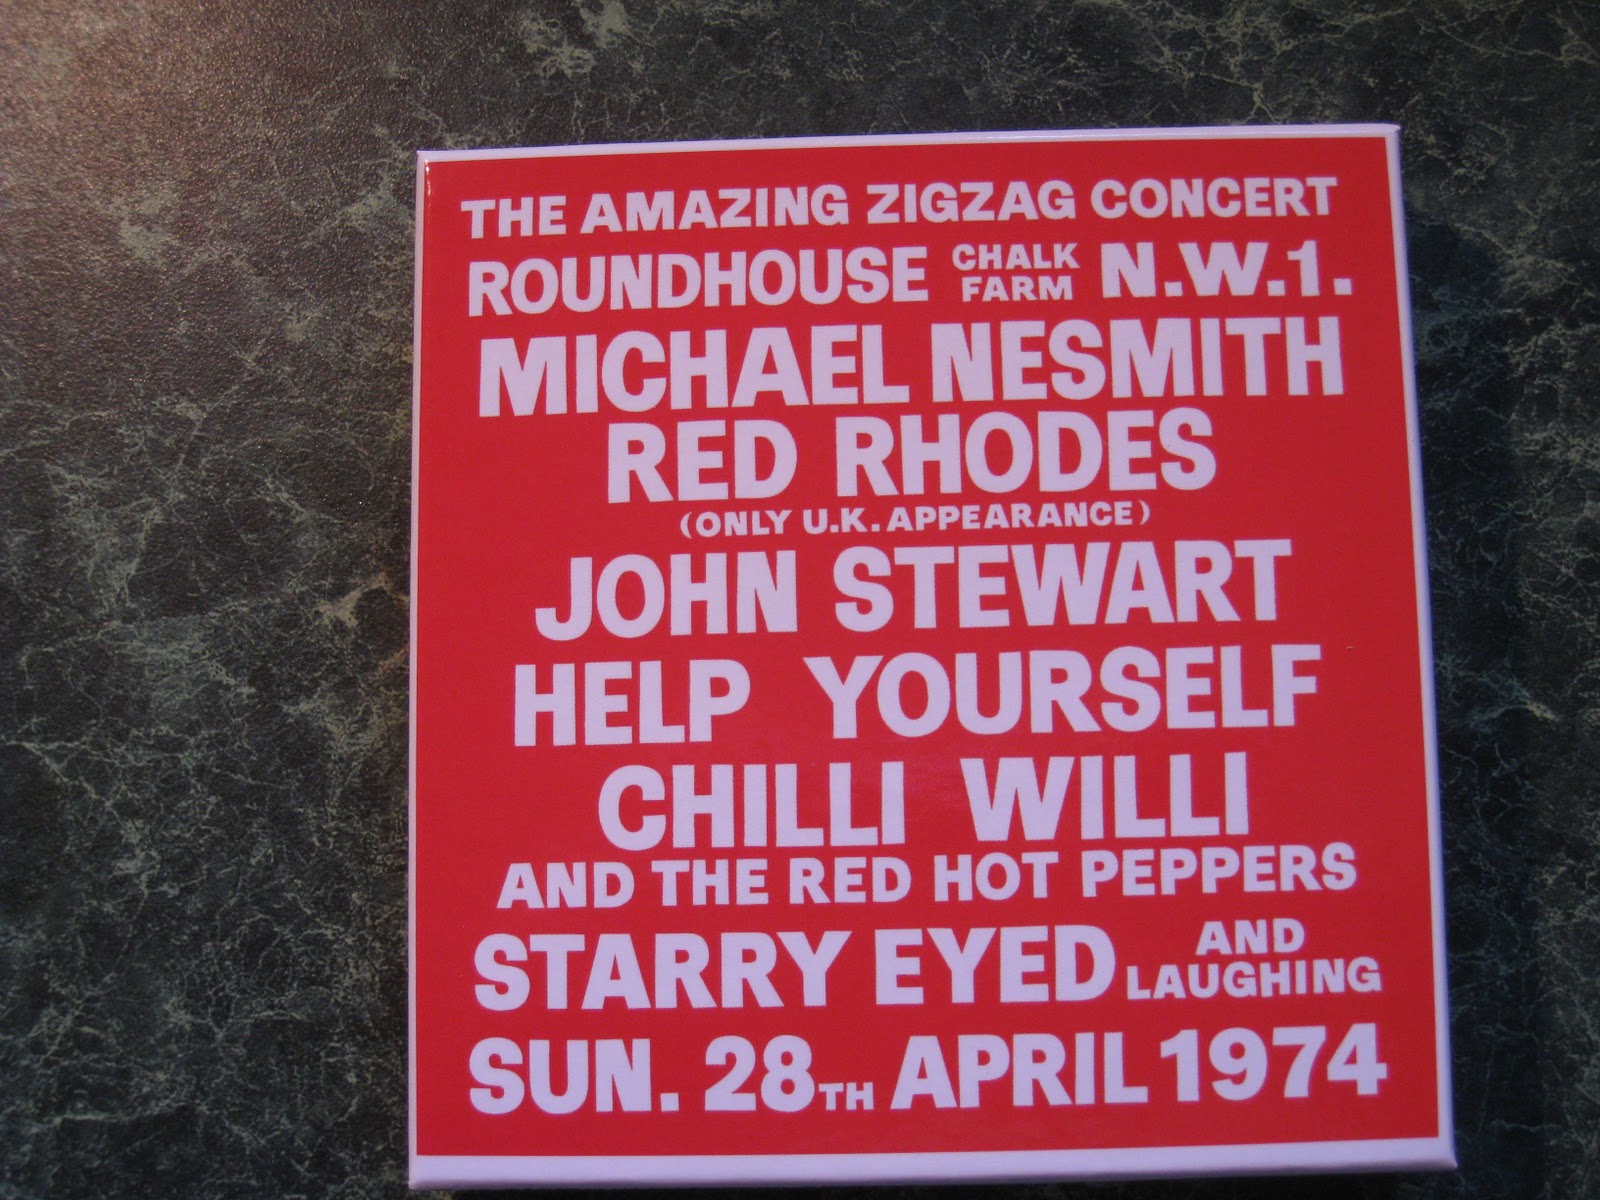 THE AMAZING ZIGZAG CONCERT
ROUNDHOUSE CHALK FARM N.W.1.
MICHAEL NESMITH
RED RHODES
(ONLY U.K. APPEARANCE)
JOHN STEWART
HELP YOURSELF
CHILLI WILLI
AND THE RED HOT PEPPERS
STARRY EYED AND LAUGHING
SUN. 28TH APRIL 1974